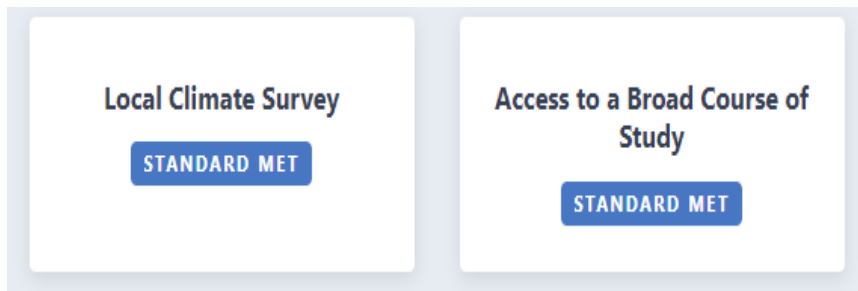 Local Climate Survey
STANDARD MET
Access to a Broad Course of
Study
STANDARD MET